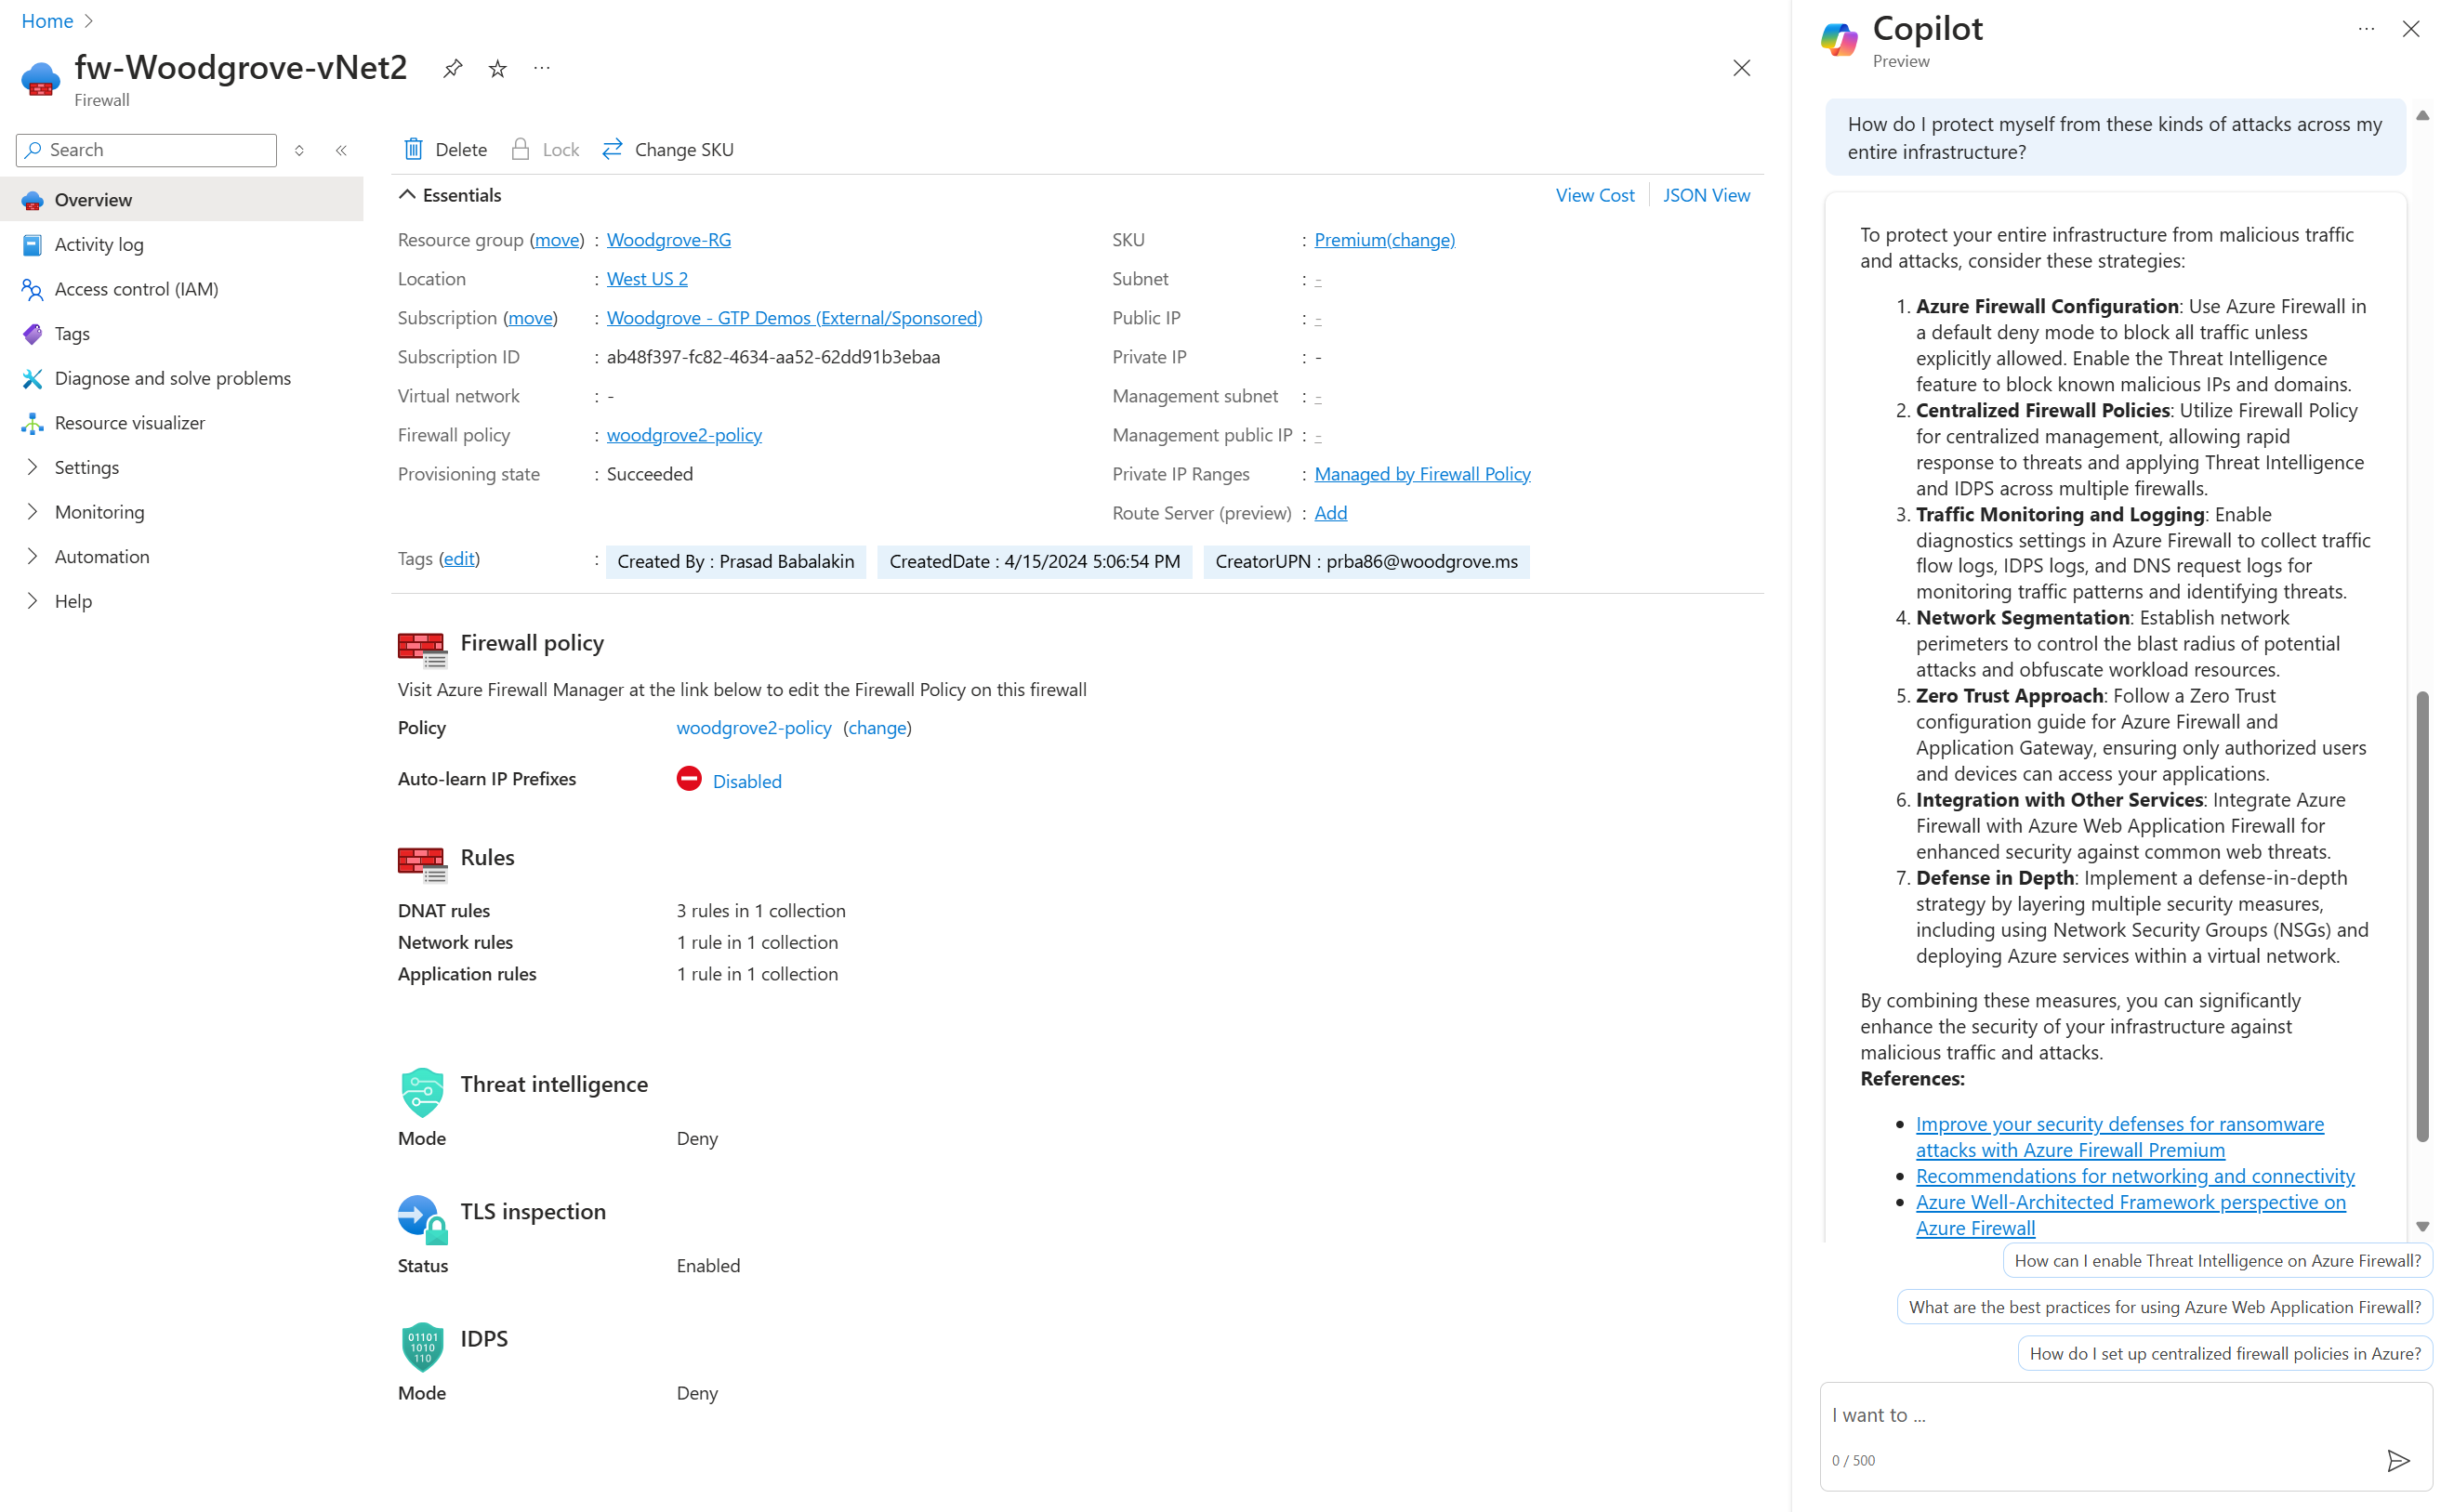 Home
fw-Woodgrove-vNet2
Firewall
Search
Overview
Activity log
Access control (IAM)
Tags
Diagnose and solve problems
Resource visualizer
Settings
Monitoring
Automation
Help
Delete
Lock
Change SKU
Essentials
View Cost
JSON View
Resource group (move) : Woodgrove-RG
Location : West US 2
Subscription (move) : Woodgrove - GTP Demos (External/Sponsored)
Subscription ID : ab48f397-fc82-4634-aa52-62dd91b3ebaa
Virtual network : -
Firewall policy : woodgrove2-policy
Provisioning state : Succeeded
SKU : Premium(change)
Subnet : -
Public IP : -
Private IP : -
Management subnet : -
Management public IP : -
Private IP Ranges : Managed by Firewall Policy
Route Server (preview) : Add
Tags (edit) : Created By : Prasad Babalakin CreatedDate : 4/15/2024 5:06:54 PM CreatorUPN : prba86@woodgrove.ms
Firewall policy
Visit Azure Firewall Manager at the link below to edit the Firewall Policy on this firewall
Policy woodgrove2-policy (change)
Auto-learn IP Prefixes Disabled
Rules
DNAT rules 3 rules in 1 collection
Network rules 1 rule in 1 collection
Application rules 1 rule in 1 collection
Threat intelligence
Mode Deny
TLS inspection
Status Enabled
01101
1010
110
IDPS
Mode Deny
Copilot
Preview
How do I protect myself from these kinds of attacks across my
entire infrastructure?
To protect your entire infrastructure from malicious traffic
and attacks, consider these strategies:
1. Azure Firewall Configuration: Use Azure Firewall in
a default deny mode to block all traffic unless
explicitly allowed. Enable the Threat Intelligence
feature to block known malicious IPs and domains.
2. Centralized Firewall Policies: Utilize Firewall Policy
for centralized management, allowing rapid
response to threats and applying Threat Intelligence
and IDPS across multiple firewalls.
3. Traffic Monitoring and Logging: Enable
diagnostics settings in Azure Firewall to collect traffic
flow logs, IDPS logs, and DNS request logs for
monitoring traffic patterns and identifying threats.
4. Network Segmentation: Establish network
perimeters to control the blast radius of potential
attacks and obfuscate workload resources.
5. Zero Trust Approach: Follow a Zero Trust
configuration guide for Azure Firewall and
Application Gateway, ensuring only authorized users
and devices can access your applications.
6. Integration with Other Services: Integrate Azure
Firewall with Azure Web Application Firewall for
enhanced security against common web threats.
7. Defense in Depth: Implement a defense-in-depth
strategy by layering multiple security measures,
including using Network Security Groups (NSGs) and
deploying Azure services within a virtual network.
By combining these measures, you can significantly
enhance the security of your infrastructure against
malicious traffic and attacks.
References:
• Improve your security defenses for ransomware
attacks with Azure Firewall Premium
• Recommendations for networking and connectivity
• Azure Well-Architected Framework perspective on
Azure Firewall
How can I enable Threat Intelligence on Azure Firewall?
What are the best practices for using Azure Web Application Firewall?
How do I set up centralized firewall policies in Azure?
I want to ...
0 / 500